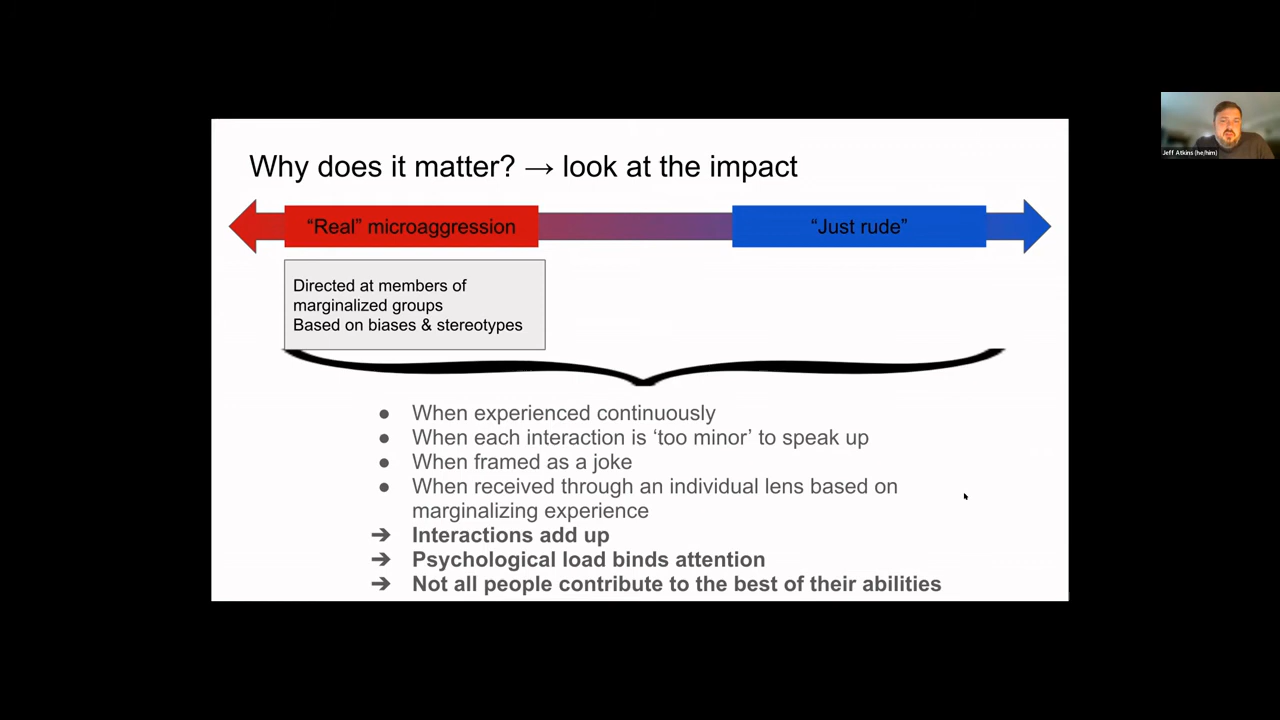 Why does it matter? → look at the impact
“Real” microaggression
“Just rude”
Directed at members of
marginalized groups
Based on biases & stereotypes
● When experienced continuously
● When each interaction is ‘too minor’ to speak up
● When framed as a joke
● When received through an individual lens based on
marginalizing experience
➔ Interactions add up
➔ Psychological load binds attention
➔ Not all people contribute to the best of their abilities
Jeff Atkins (he/him)